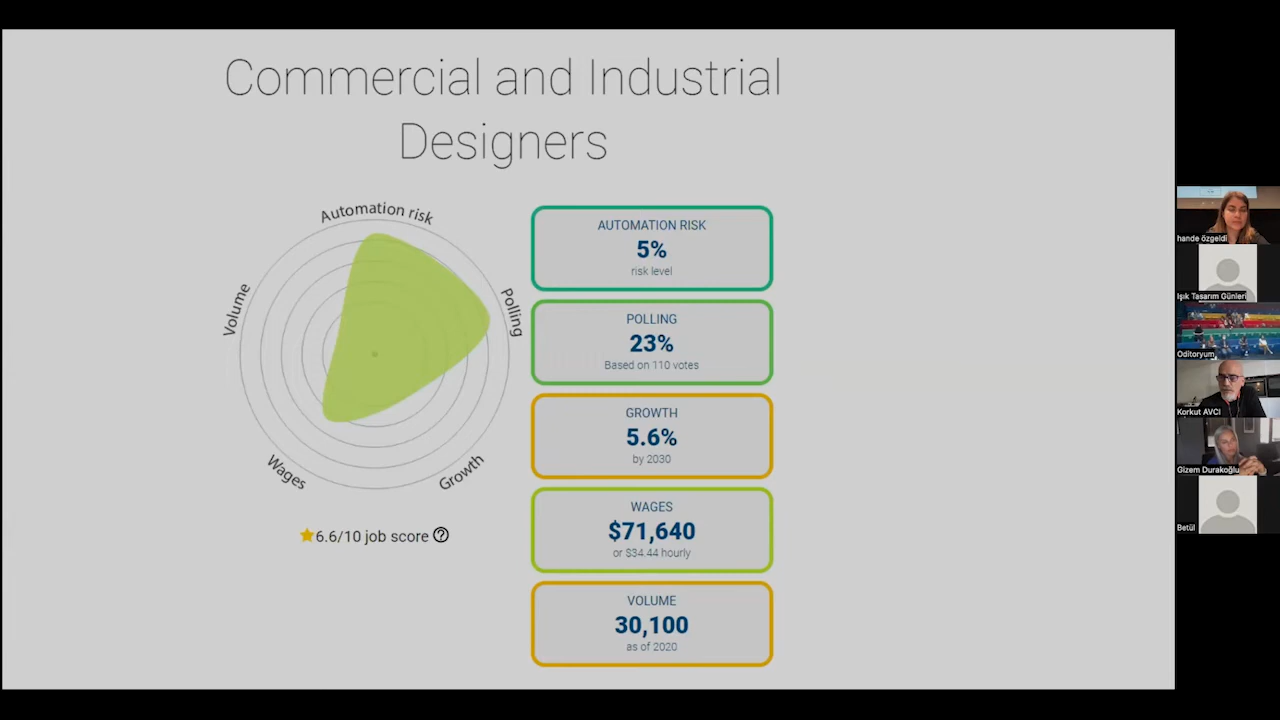 Commercial and Industrial
Designers
Automation risk
Polling
Growth
Wages
Volume
6.6/10 job score
AUTOMATION RISK
5%
risk level
POLLING
23%
Based on 110 votes
GROWTH
5.6%
by 2030
WAGES
$71,640
or $34.44 hourly
VOLUME
30,100
as of 2020
hande özgeldi
Işık Tasarım Günleri
Oditoryum
Korkut AVCI
Gizem Durakoğlu
Betül